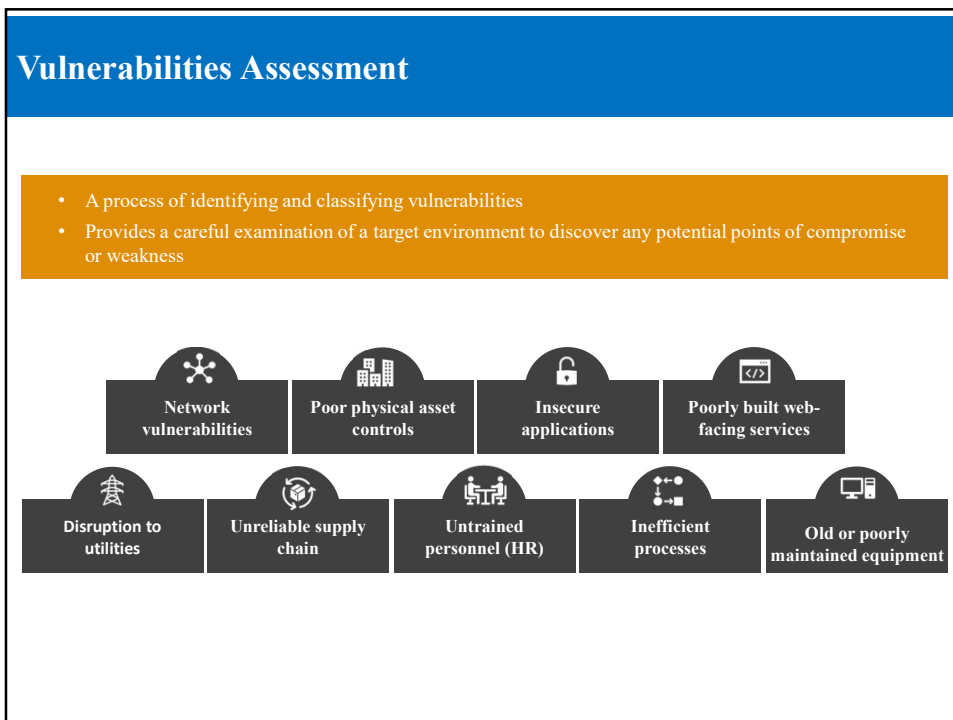 Vulnerabilities Assessment
• A process of identifying and classifying vulnerabilities
• Provides a careful examination of a target environment to discover any potential points of compromise
or weakness
Network
vulnerabilities
Poor physical asset
controls
Insecure
applications
</>
Poorly built web-
facing services
Disruption to
utilities
Unreliable supply
chain
Untrained
personnel (HR)
Inefficient
processes
Old or poorly
maintained equipment